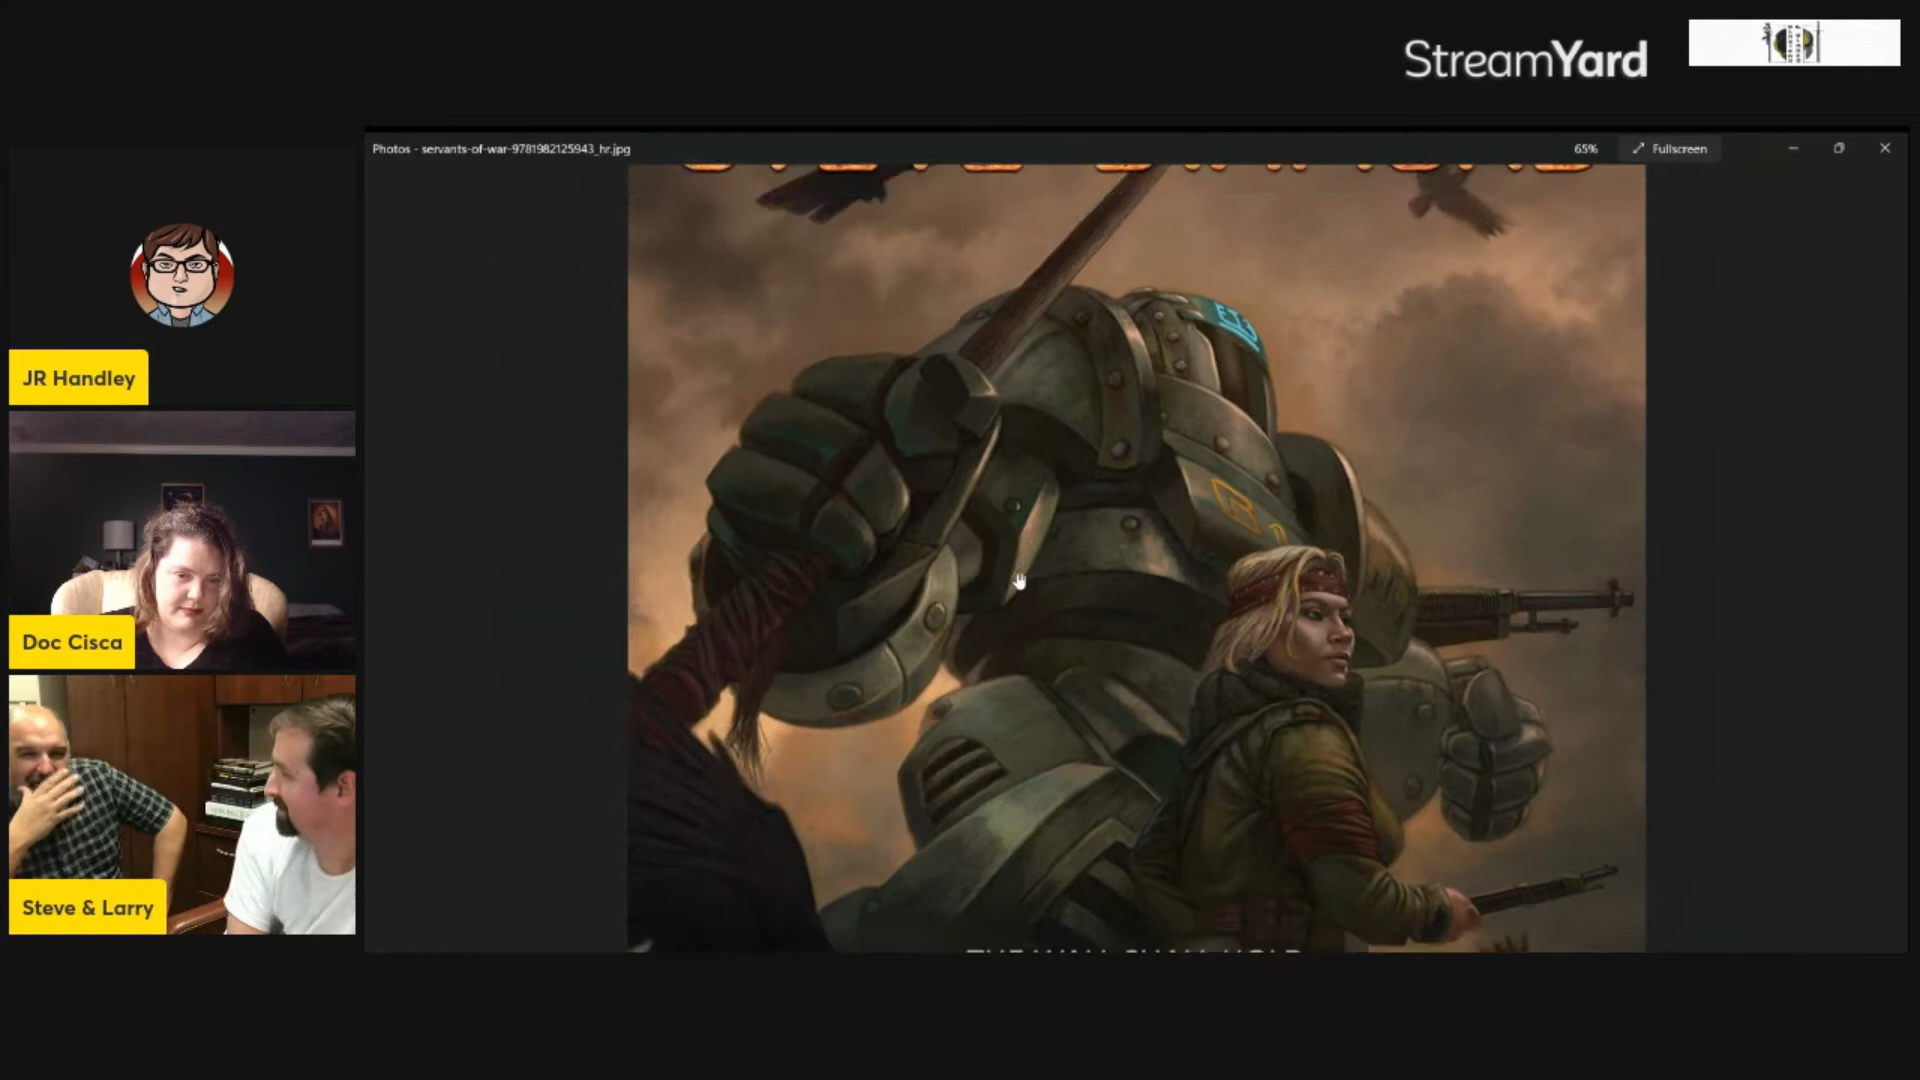 StreamYard
Photos - servants-of-war-9781982125943_hr.jpg
65%
Fullscreen
JR Handley
Doc Cisca
Steve & Larry